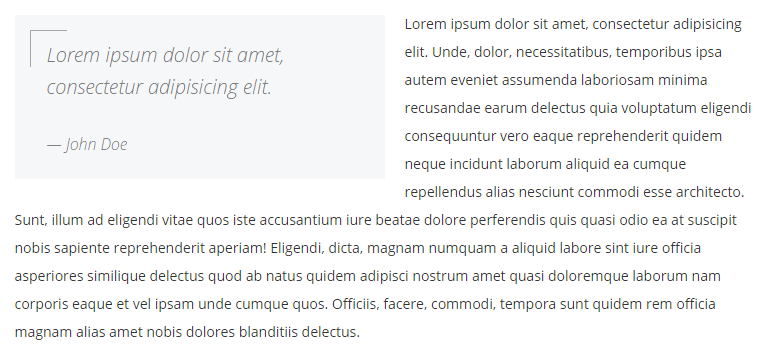 Lorem ipsum dolor sit amet,
consectetur adipisicing elit.
— John Doe
Lorem ipsum dolor sit amet, consectetur adipisicing
elit. Unde, dolor, necessitatibus, temporibus ipsa
autem eveniet assumenda laboriosam minima
recusandae earum delectus quia voluptatum eligendi
consequuntur vero eaque reprehenderit quidem
neque incidunt laborum aliquid ea cumque
repellendus alias nesciunt commodi esse architecto.
Sunt, illum ad eligendi vitae quos iste accusantium iure beatae dolore perferendis quis quasi odio ea at suscipit
nobis sapiente reprehenderit aperiam! Eligendi, dicta, magnam numquam a aliquid labore sint iure officia
asperiores similique delectus quod ab natus quidem adipisci nostrum amet quasi doloremque laborum nam
corporis eaque et vel ipsam unde cumque quos. Officiis, facere, commodi, tempora sunt quidem rem officia
magnam alias amet nobis dolores blanditiis delectus.